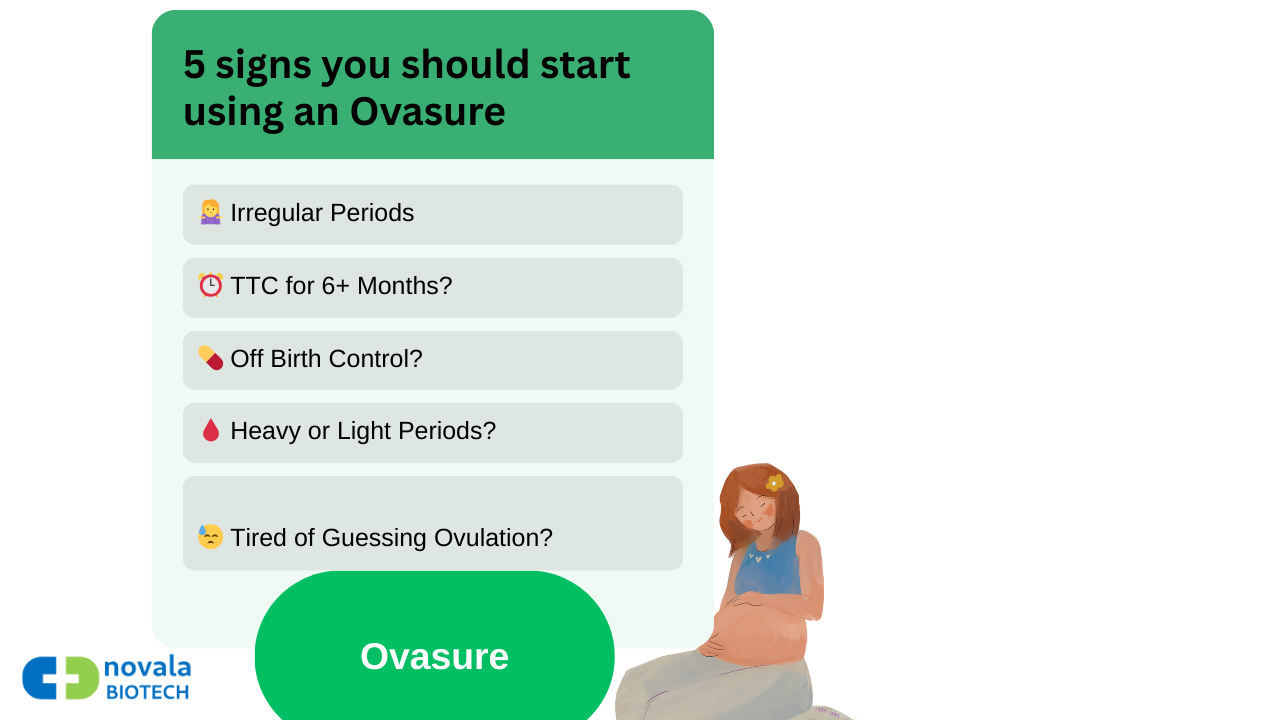 5 signs you should start
using an Ovasure
Irregular Periods
TTC for 6+ Months?
Off Birth Control?
Heavy or Light Periods?
Tired of Guessing Ovulation?
Ovasure
novala
BIOTECH